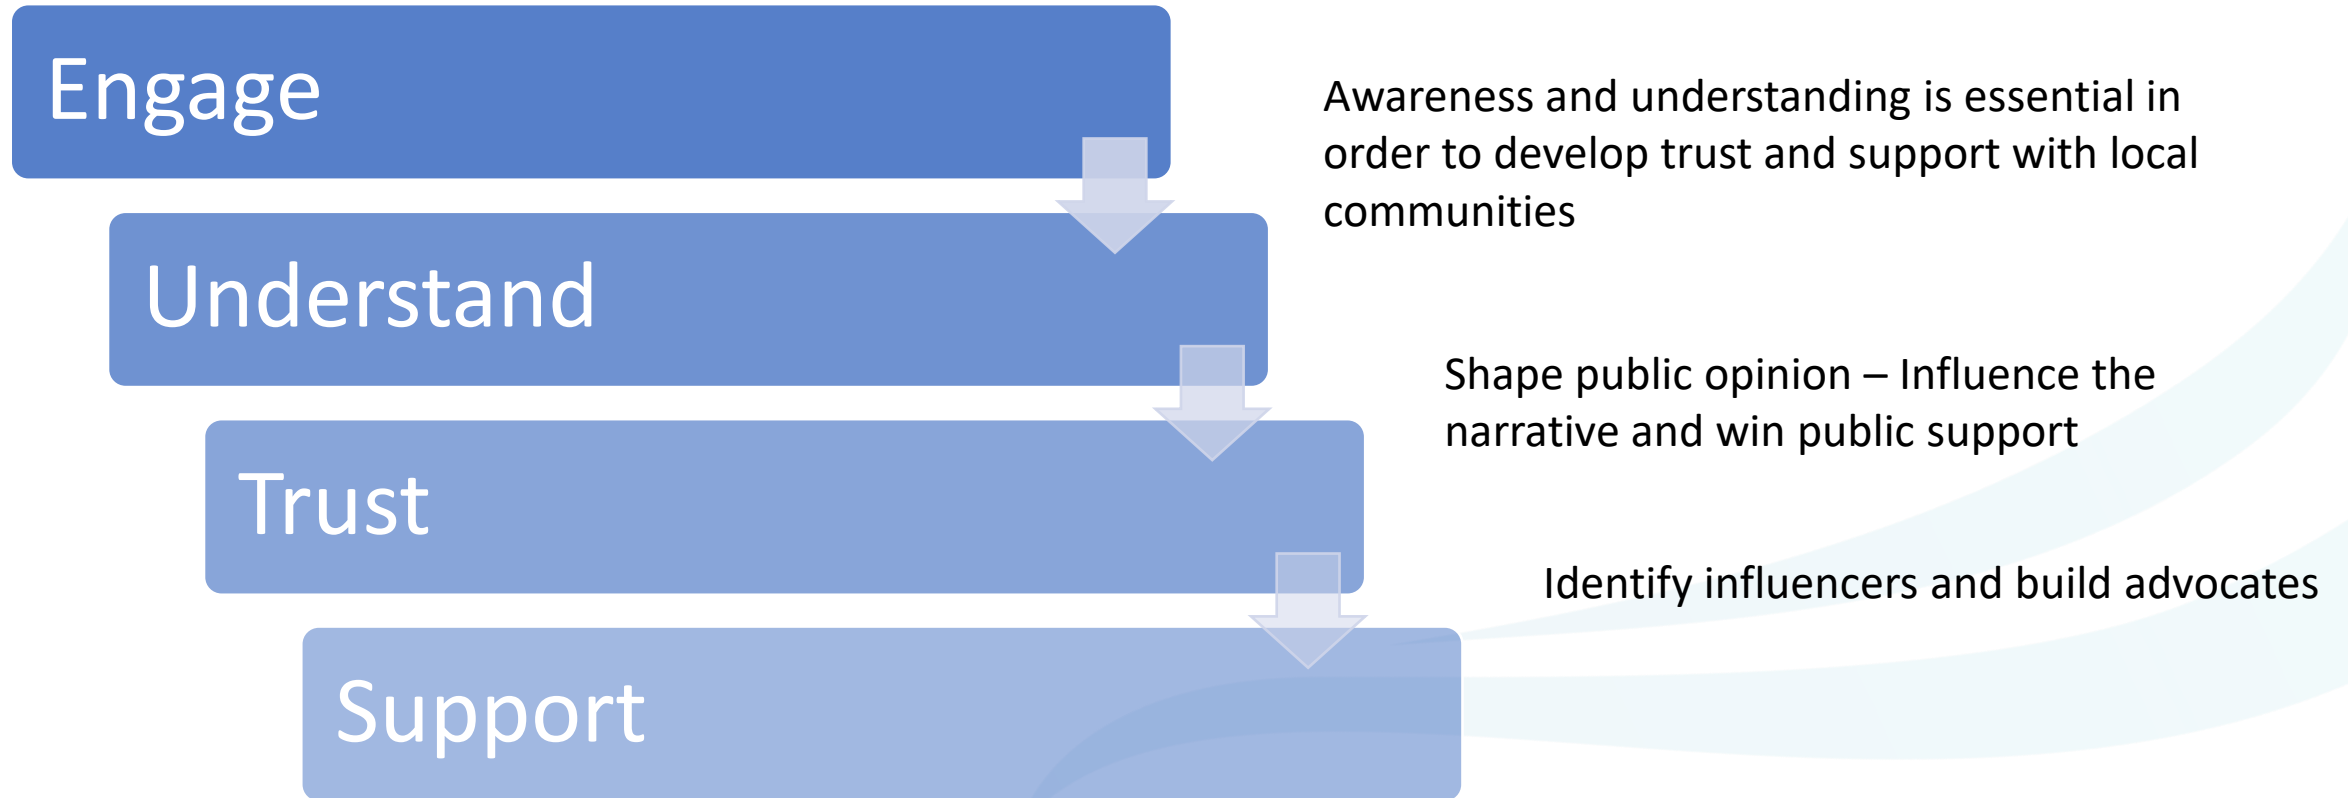 Engage
Awareness and understanding is essential in
order to develop trust and support with local
communities
Understand
Shape public opinion – Influence the
narrative and win public support
Trust
Identify influencers and build advocates
Support